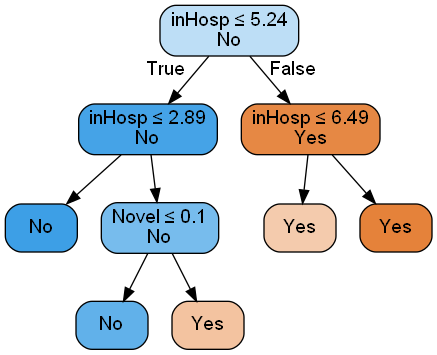 inHosp ≤ 5.24
No
True
False
inHosp ≤ 2.89
No
inHosp ≤ 6.49
Yes
No
Novel ≤ 0.1
No
Yes
Yes
No
Yes